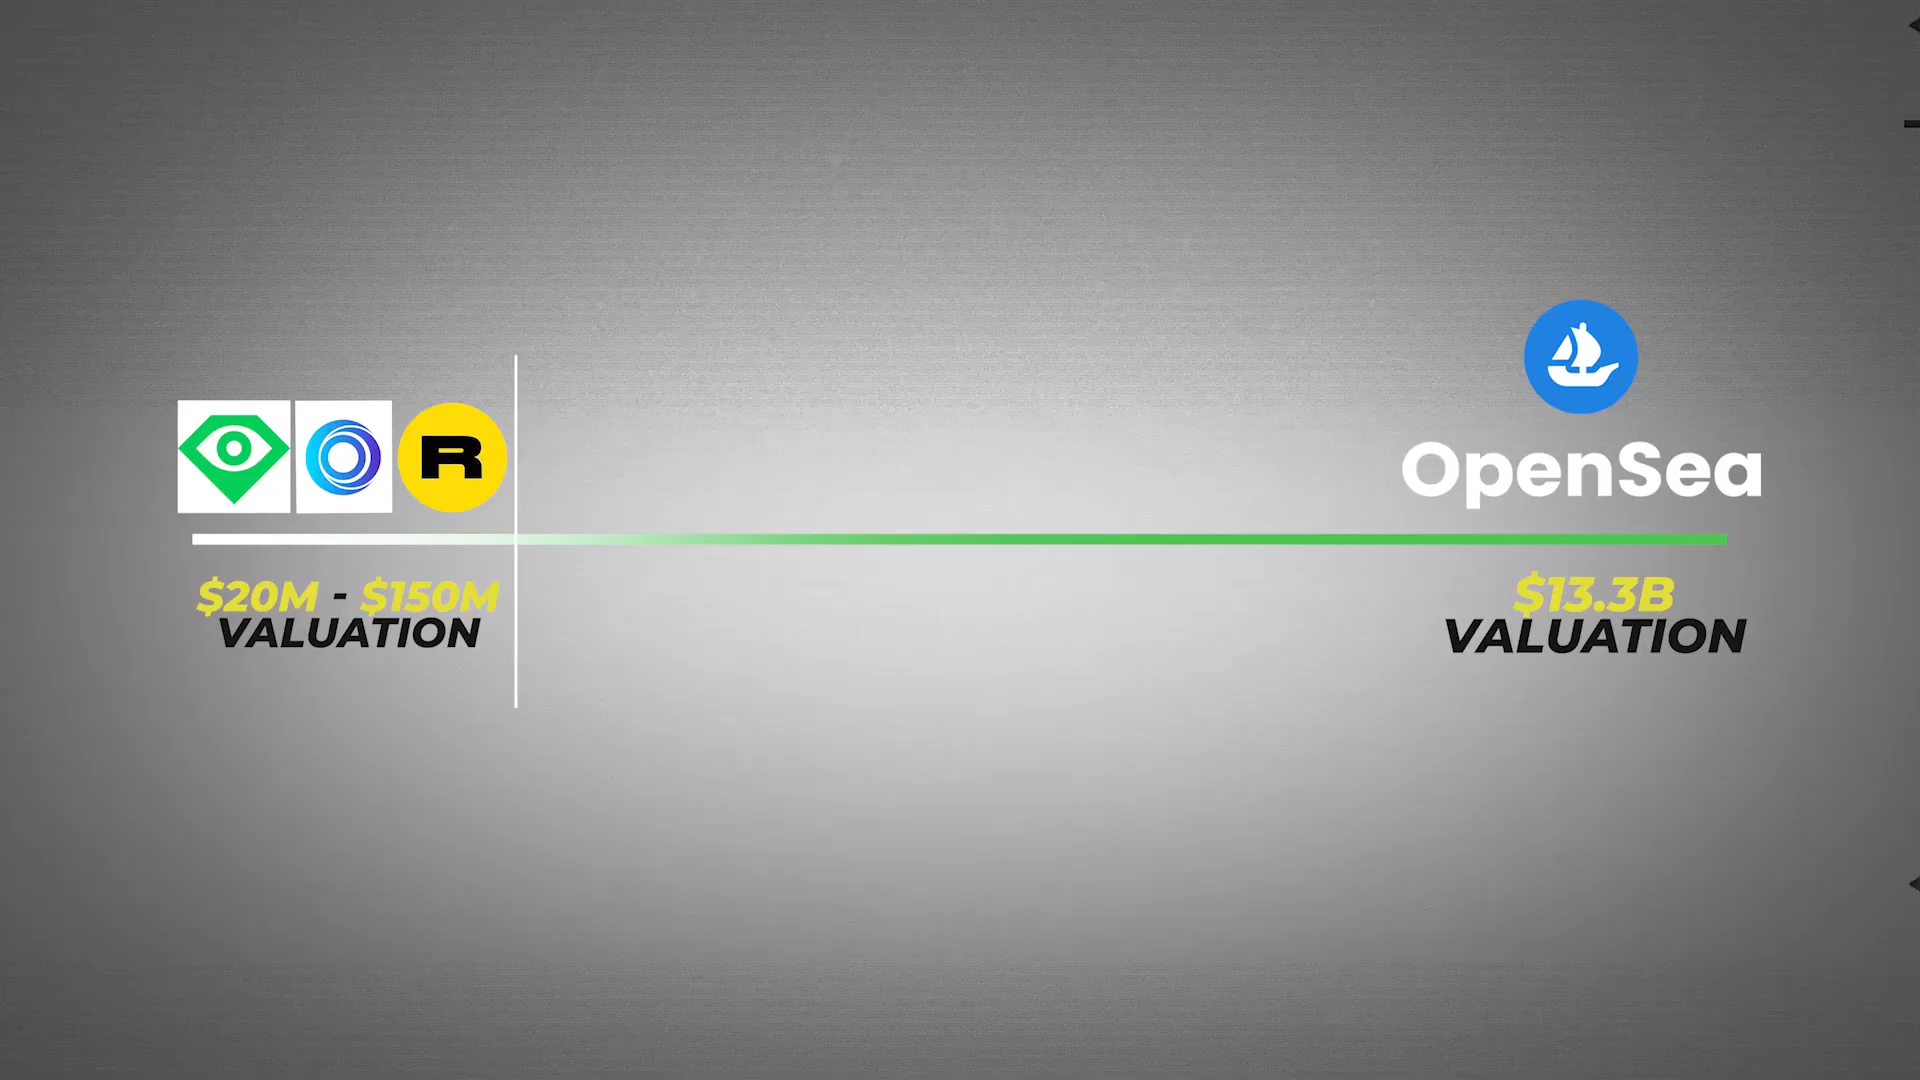 R
OpenSea
$20M - $150M
VALUATION
$13.3B
VALUATION